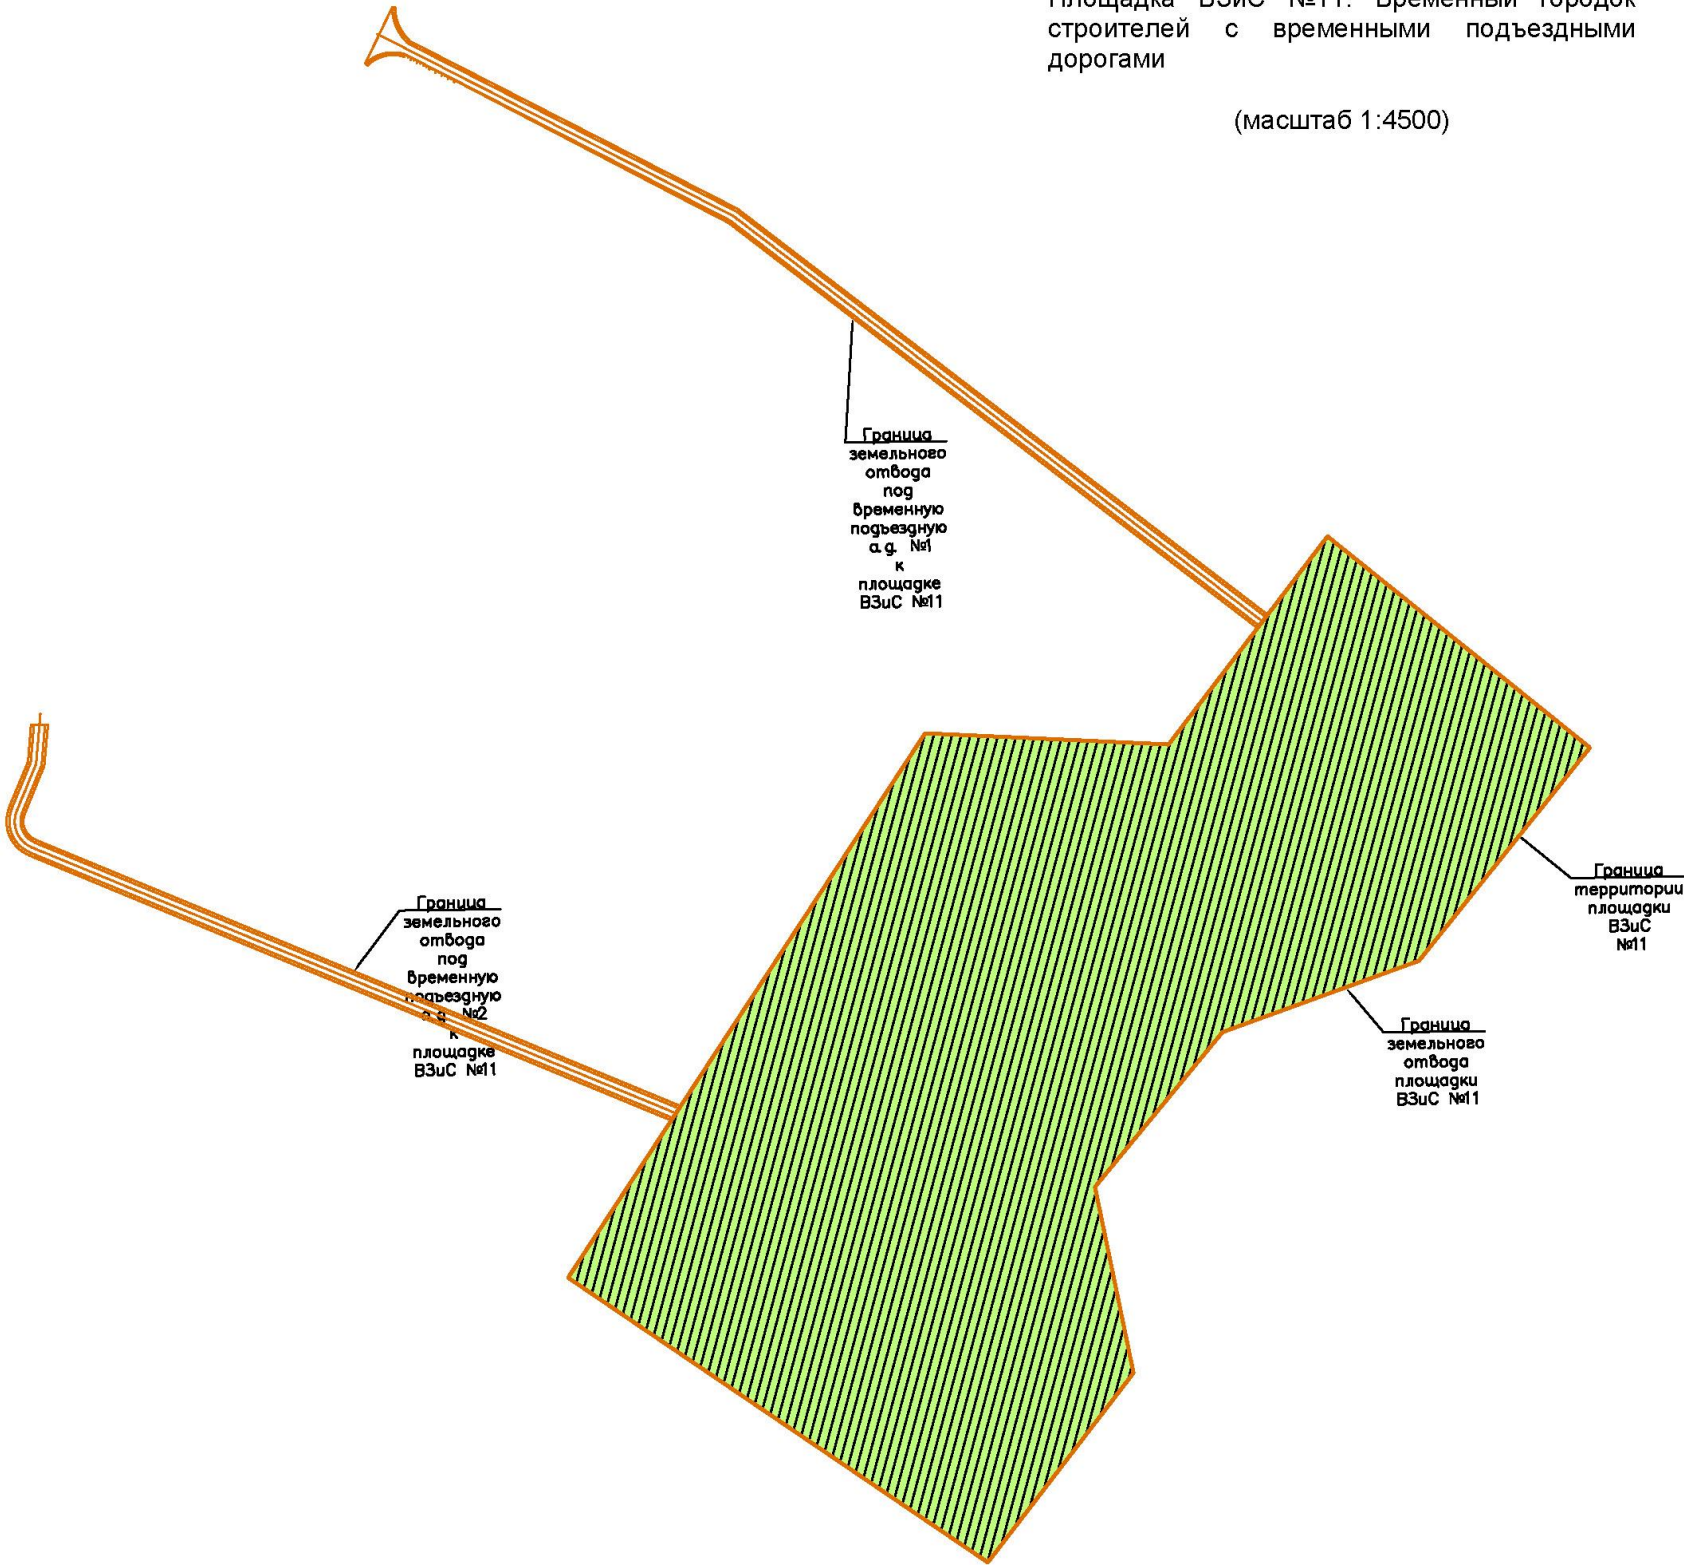 Площадка ВЗиС №11. Временный городок
строителей с временными подъездными
дорогами
(масштаб 1:4500)
Граница
земельного
отвода
под
временную
подъездную
а.д. №1
к
площадке
ВЗиС №11
Граница
территории
площадки
ВЗиС
№11
Граница
земельного
отвода
под
временную
подъездную
а.д. №2
к
площадке
ВЗиС №11
Граница
земельного
отвода
площадки
ВЗиС №11